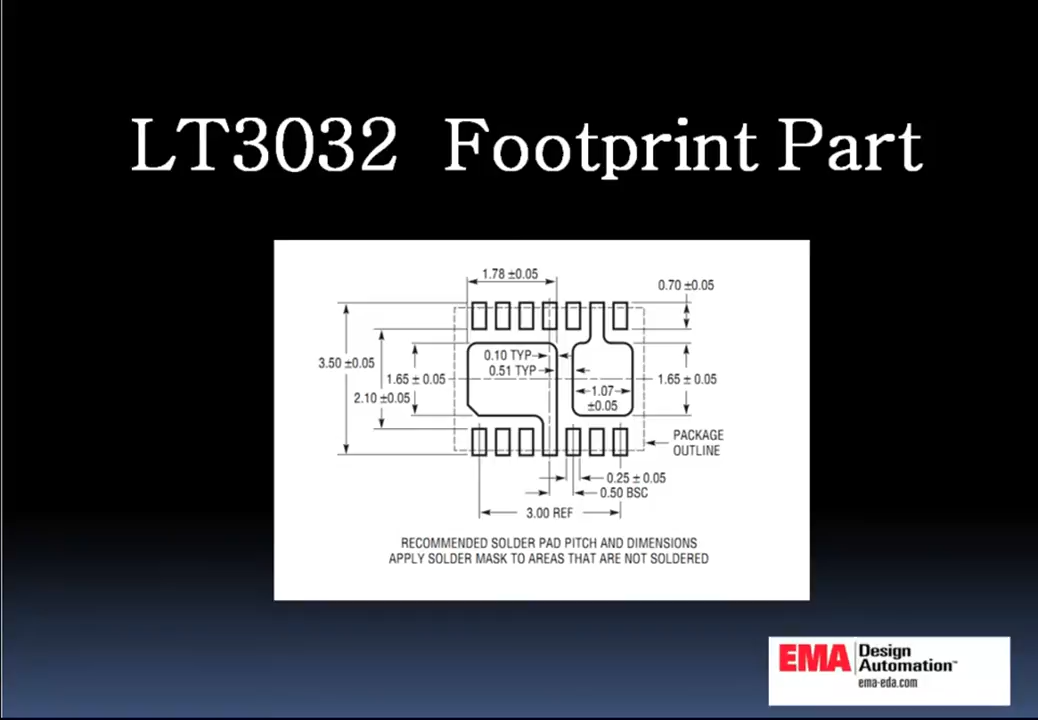 LT3032 Footprint Part
1.78 ±0.05
0.70 ±0.05
3.50 ±0.05
0.10 TYP
0.51 TYP
1.65 ± 0.05
1.65 ± 0.05
2.10 ±0.05
1.07
±0.05
PACKAGE
OUTLINE
0.25 ± 0.05
0.50 BSC
3.00 REF
RECOMMENDED SOLDER PAD PITCH AND DIMENSIONS
APPLY SOLDER MASK TO AREAS THAT ARE NOT SOLDERED
EMA Design
Automation™
ema-eda.com